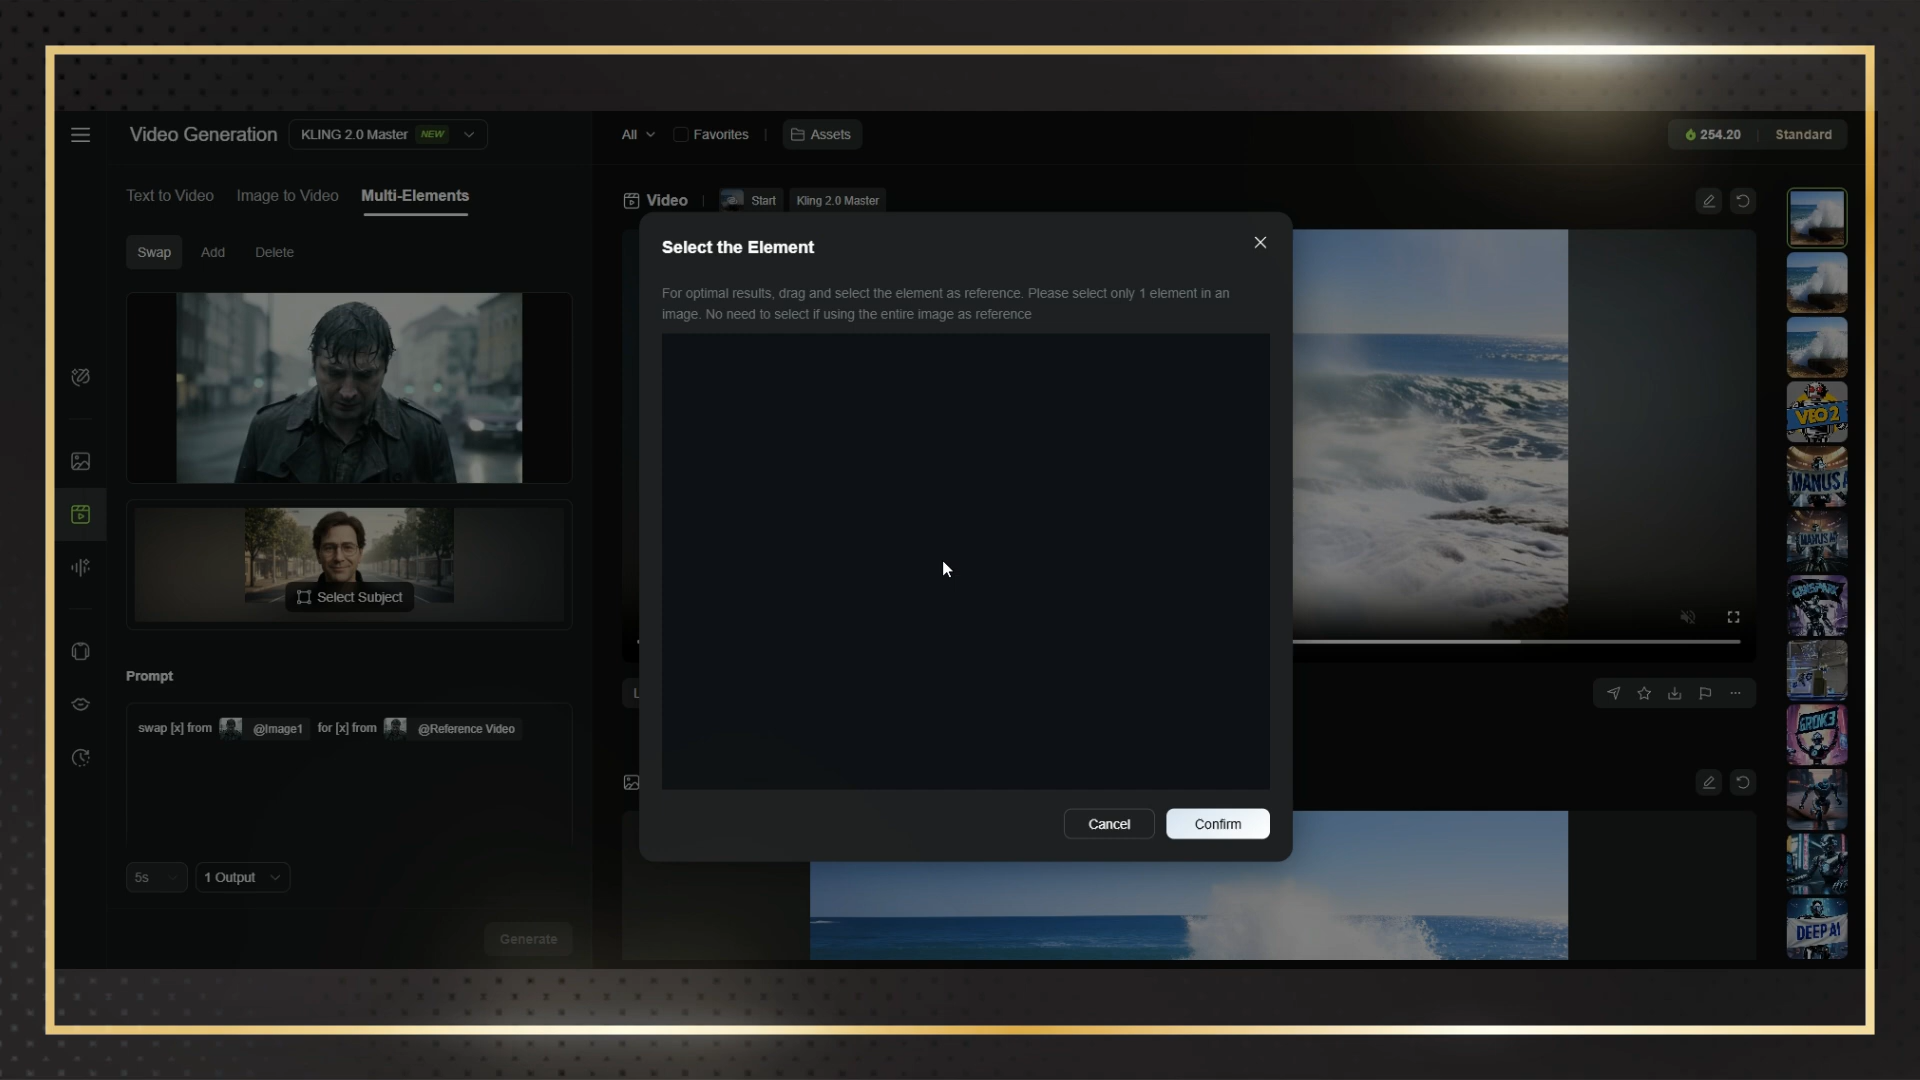 Video Generation
KLING 2.0 Master NEW
All
Favorites
Assets
254.20
Standard
Text to Video
Image to Video
Multi-Elements
Video
Start
Kling 2.0 Master
Swap
Add
Delete
Select the Element
For optimal results, drag and select the element as reference. Please select only 1 element in an
image. No need to select if using the entire image as reference
Select Subject
Prompt
swap [x] from @Image1 for [x] from @Reference Video
5s
1 Output
Generate
Cancel
Confirm
VEO 2
MANUS A
MANUS A
GENSPARK
GROK3
DEEP AI